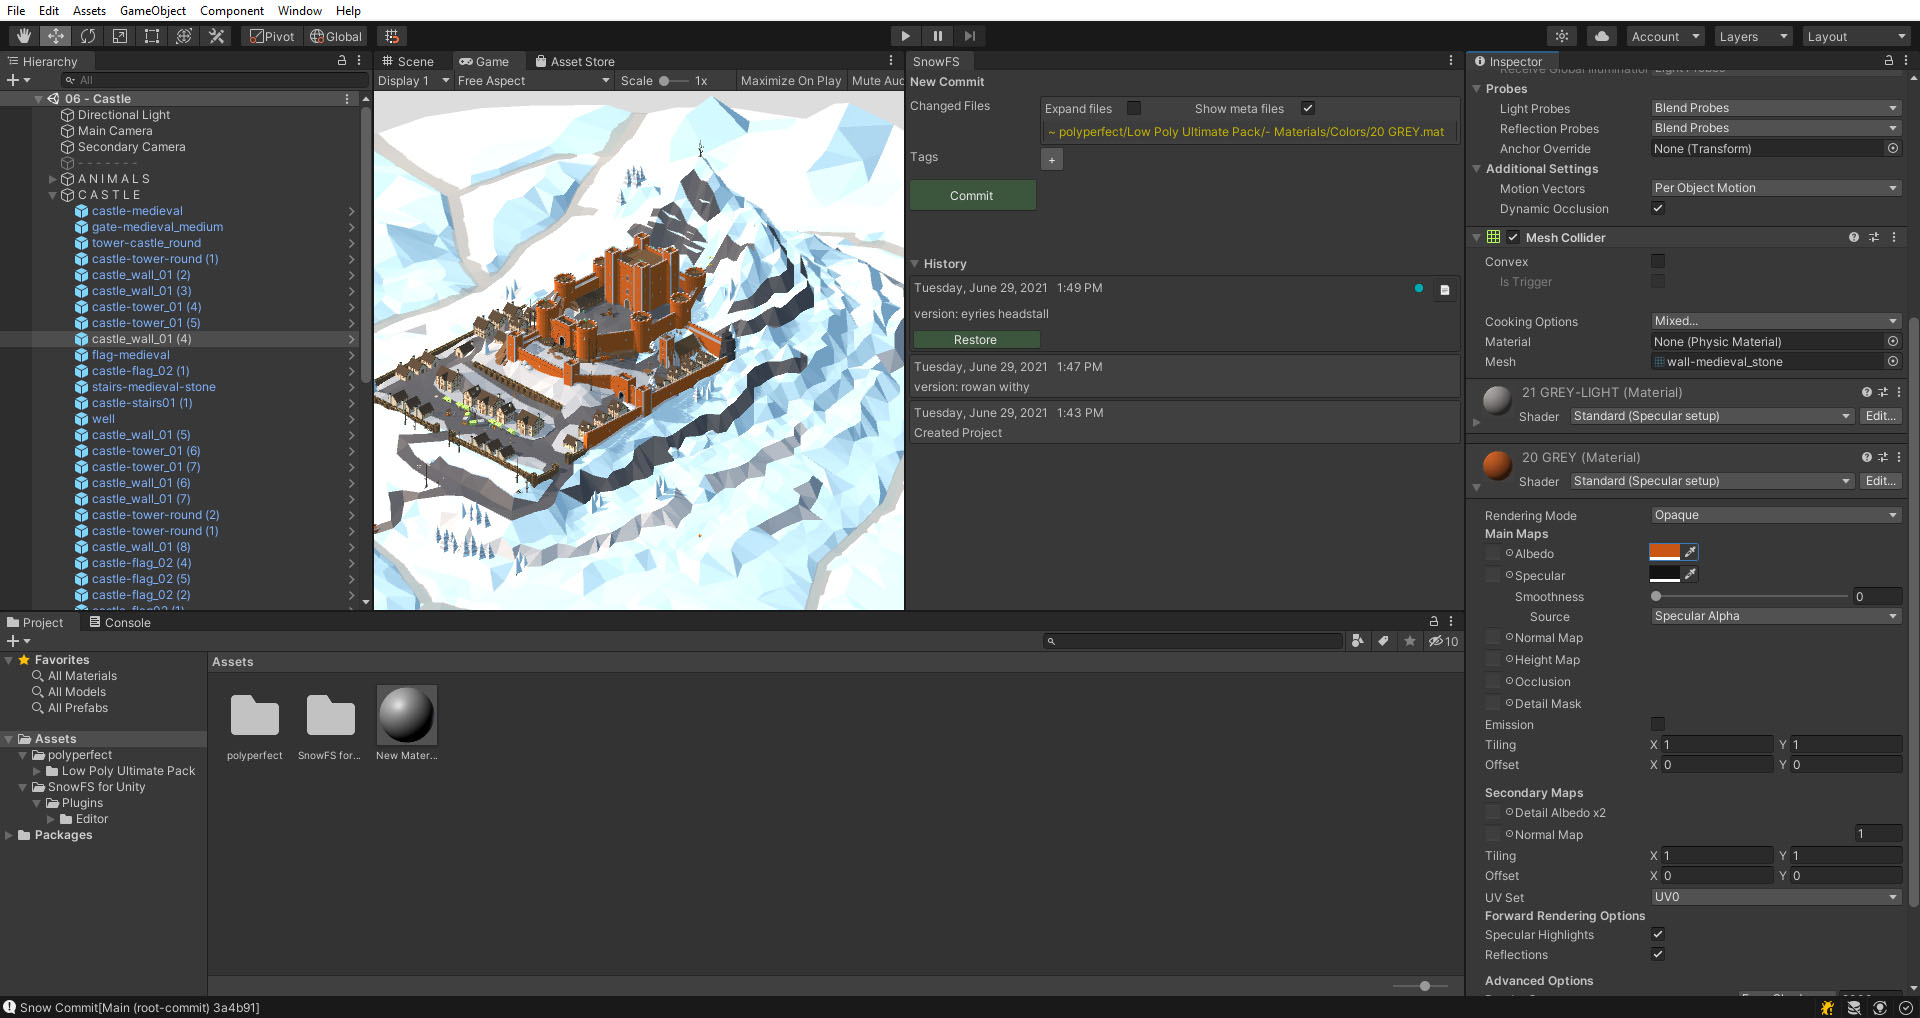 File Edit Assets GameObject Component Window Help
Pivot Global Account Layers Layout
Hierarchy
All
06 - Castle
Directional Light
Main Camera
Secondary Camera
- - - - - - -
A N I M A L S
C A S T L E
castle-medieval
gate-medieval_medium
tower-castle_round
castle-tower-round (1)
castle_wall_01 (2)
castle_wall_01 (3)
castle-tower_01 (4)
castle-tower_01 (5)
castle_wall_01 (4)
flag-medieval
castle-flag_02 (1)
stairs-medieval-stone
castle-stairs01 (1)
well
castle_wall_01 (5)
castle-tower_01 (6)
castle-tower_01 (7)
castle_wall_01 (6)
castle_wall_01 (7)
castle-tower-round (2)
castle-tower-round (1)
castle_wall_01 (8)
castle-flag_02 (4)
castle-flag_02 (5)
castle-flag_02 (2)
castle-flag02 (1)
Scene Game Asset Store
Display 1 Free Aspect Scale 1x Maximize On Play Mute Auc
SnowFS
New Commit
Changed Files Expand files Show meta files
~ polyperfect/Low Poly Ultimate Pack/- Materials/Colors/20 GREY.mat
Tags +
Commit
History
Tuesday, June 29, 2021 1:49 PM
version: eyries headstall
Restore
Tuesday, June 29, 2021 1:47 PM
version: rowan withy
Tuesday, June 29, 2021 1:43 PM
Created Project
Inspector
Receive Global Illumination Light Probes
Probes
Light Probes Blend Probes
Reflection Probes Blend Probes
Anchor Override None (Transform)
Additional Settings
Motion Vectors Per Object Motion
Dynamic Occlusion
Mesh Collider
Convex
Is Trigger
Cooking Options Mixed...
Material None (Physic Material)
Mesh wall-medieval_stone
21 GREY-LIGHT (Material)
Shader Standard (Specular setup) Edit...
20 GREY (Material)
Shader Standard (Specular setup) Edit...
Rendering Mode Opaque
Main Maps
Albedo
Specular
Smoothness 0
Source Specular Alpha
Normal Map
Height Map
Occlusion
Detail Mask
Emission
Tiling X 1 Y 1
Offset X 0 Y 0
Secondary Maps
Detail Albedo x2
Normal Map 1
Tiling X 1 Y 1
Offset X 0 Y 0
UV Set UV0
Forward Rendering Options
Specular Highlights
Reflections
Advanced Options
Project Console
10
Favorites
All Materials
All Models
All Prefabs
Assets
polyperfect
Low Poly Ultimate Pack
SnowFS for Unity
Plugins
Editor
Packages
Assets
polyperfect SnowFS for... New Mater...
Snow Commit[Main (root-commit) 3a4b91]